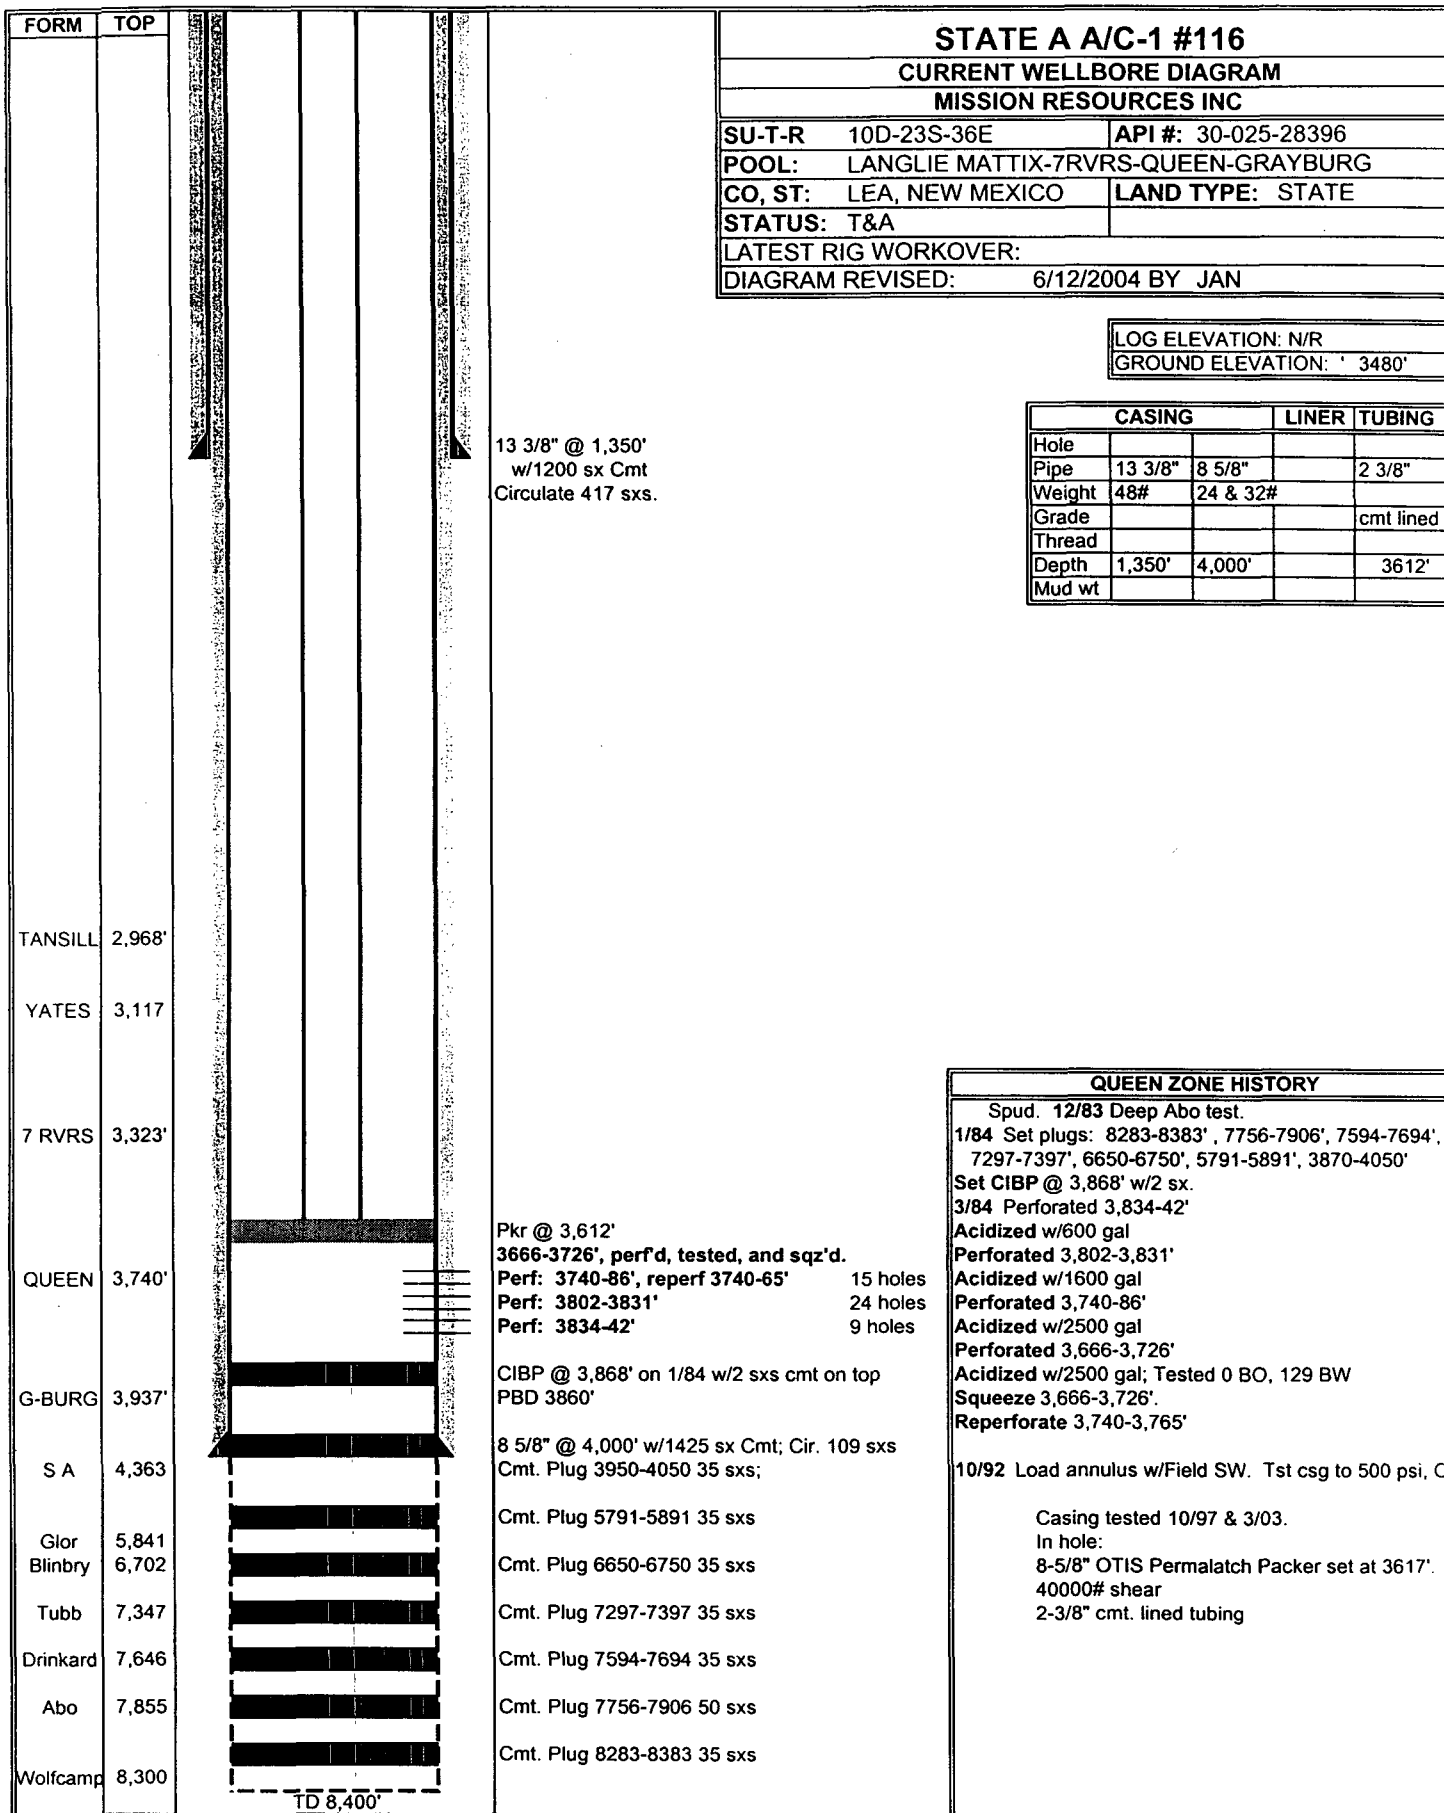 FORM TOP
STATE A A/C-1 #116
CURRENT WELLBORE DIAGRAM
MISSION RESOURCES INC
SU-T-R 10D-23S-36E API #: 30-025-28396
POOL: LANGLIE MATTIX-7RVRS-QUEEN-GRAYBURG
CO, ST: LEA, NEW MEXICO LAND TYPE: STATE
STATUS: T&A
LATEST RIG WORKOVER:
DIAGRAM REVISED: 6/12/2004 BY JAN
LOG ELEVATION: N/R
GROUND ELEVATION: ' 3480'
CASING LINER TUBING
Hole
Pipe 13 3/8" 8 5/8" 2 3/8"
Weight 48# 24 & 32#
Grade cmt lined
Thread
Depth 1,350' 4,000' 3612'
Mud wt
13 3/8" @ 1,350'
w/1200 sx Cmt
Circulate 417 sxs.
TANSILL 2,968'
YATES 3,117
7 RVRS 3,323'
QUEEN 3,740'
G-BURG 3,937'
S A 4,363
Glor 5,841
Blinbry 6,702
Tubb 7,347
Drinkard 7,646
Abo 7,855
Wolfcamp 8,300
Pkr @ 3,612'
3666-3726', perf'd, tested, and sqz'd.
Perf: 3740-86', reperf 3740-65' 15 holes
Perf: 3802-3831' 24 holes
Perf: 3834-42' 9 holes
CIBP @ 3,868' on 1/84 w/2 sxs cmt on top
PBD 3860'
8 5/8" @ 4,000' w/1425 sx Cmt; Cir. 109 sxs
Cmt. Plug 3950-4050 35 sxs;
Cmt. Plug 5791-5891 35 sxs
Cmt. Plug 6650-6750 35 sxs
Cmt. Plug 7297-7397 35 sxs
Cmt. Plug 7594-7694 35 sxs
Cmt. Plug 7756-7906 50 sxs
Cmt. Plug 8283-8383 35 sxs
TD 8,400'
QUEEN ZONE HISTORY
Spud. 12/83 Deep Abo test.
1/84 Set plugs: 8283-8383' , 7756-7906', 7594-7694',
7297-7397', 6650-6750', 5791-5891', 3870-4050'
Set CIBP @ 3,868' w/2 sx.
3/84 Perforated 3,834-42'
Acidized w/600 gal
Perforated 3,802-3,831'
Acidized w/1600 gal
Perforated 3,740-86'
Acidized w/2500 gal
Perforated 3,666-3,726'
Acidized w/2500 gal; Tested 0 BO, 129 BW
Squeeze 3,666-3,726'.
Reperforate 3,740-3,765'
10/92 Load annulus w/Field SW. Tst csg to 500 psi,
Casing tested 10/97 & 3/03.
In hole:
8-5/8" OTIS Permalatch Packer set at 3617'.
40000# shear
2-3/8" cmt. lined tubing